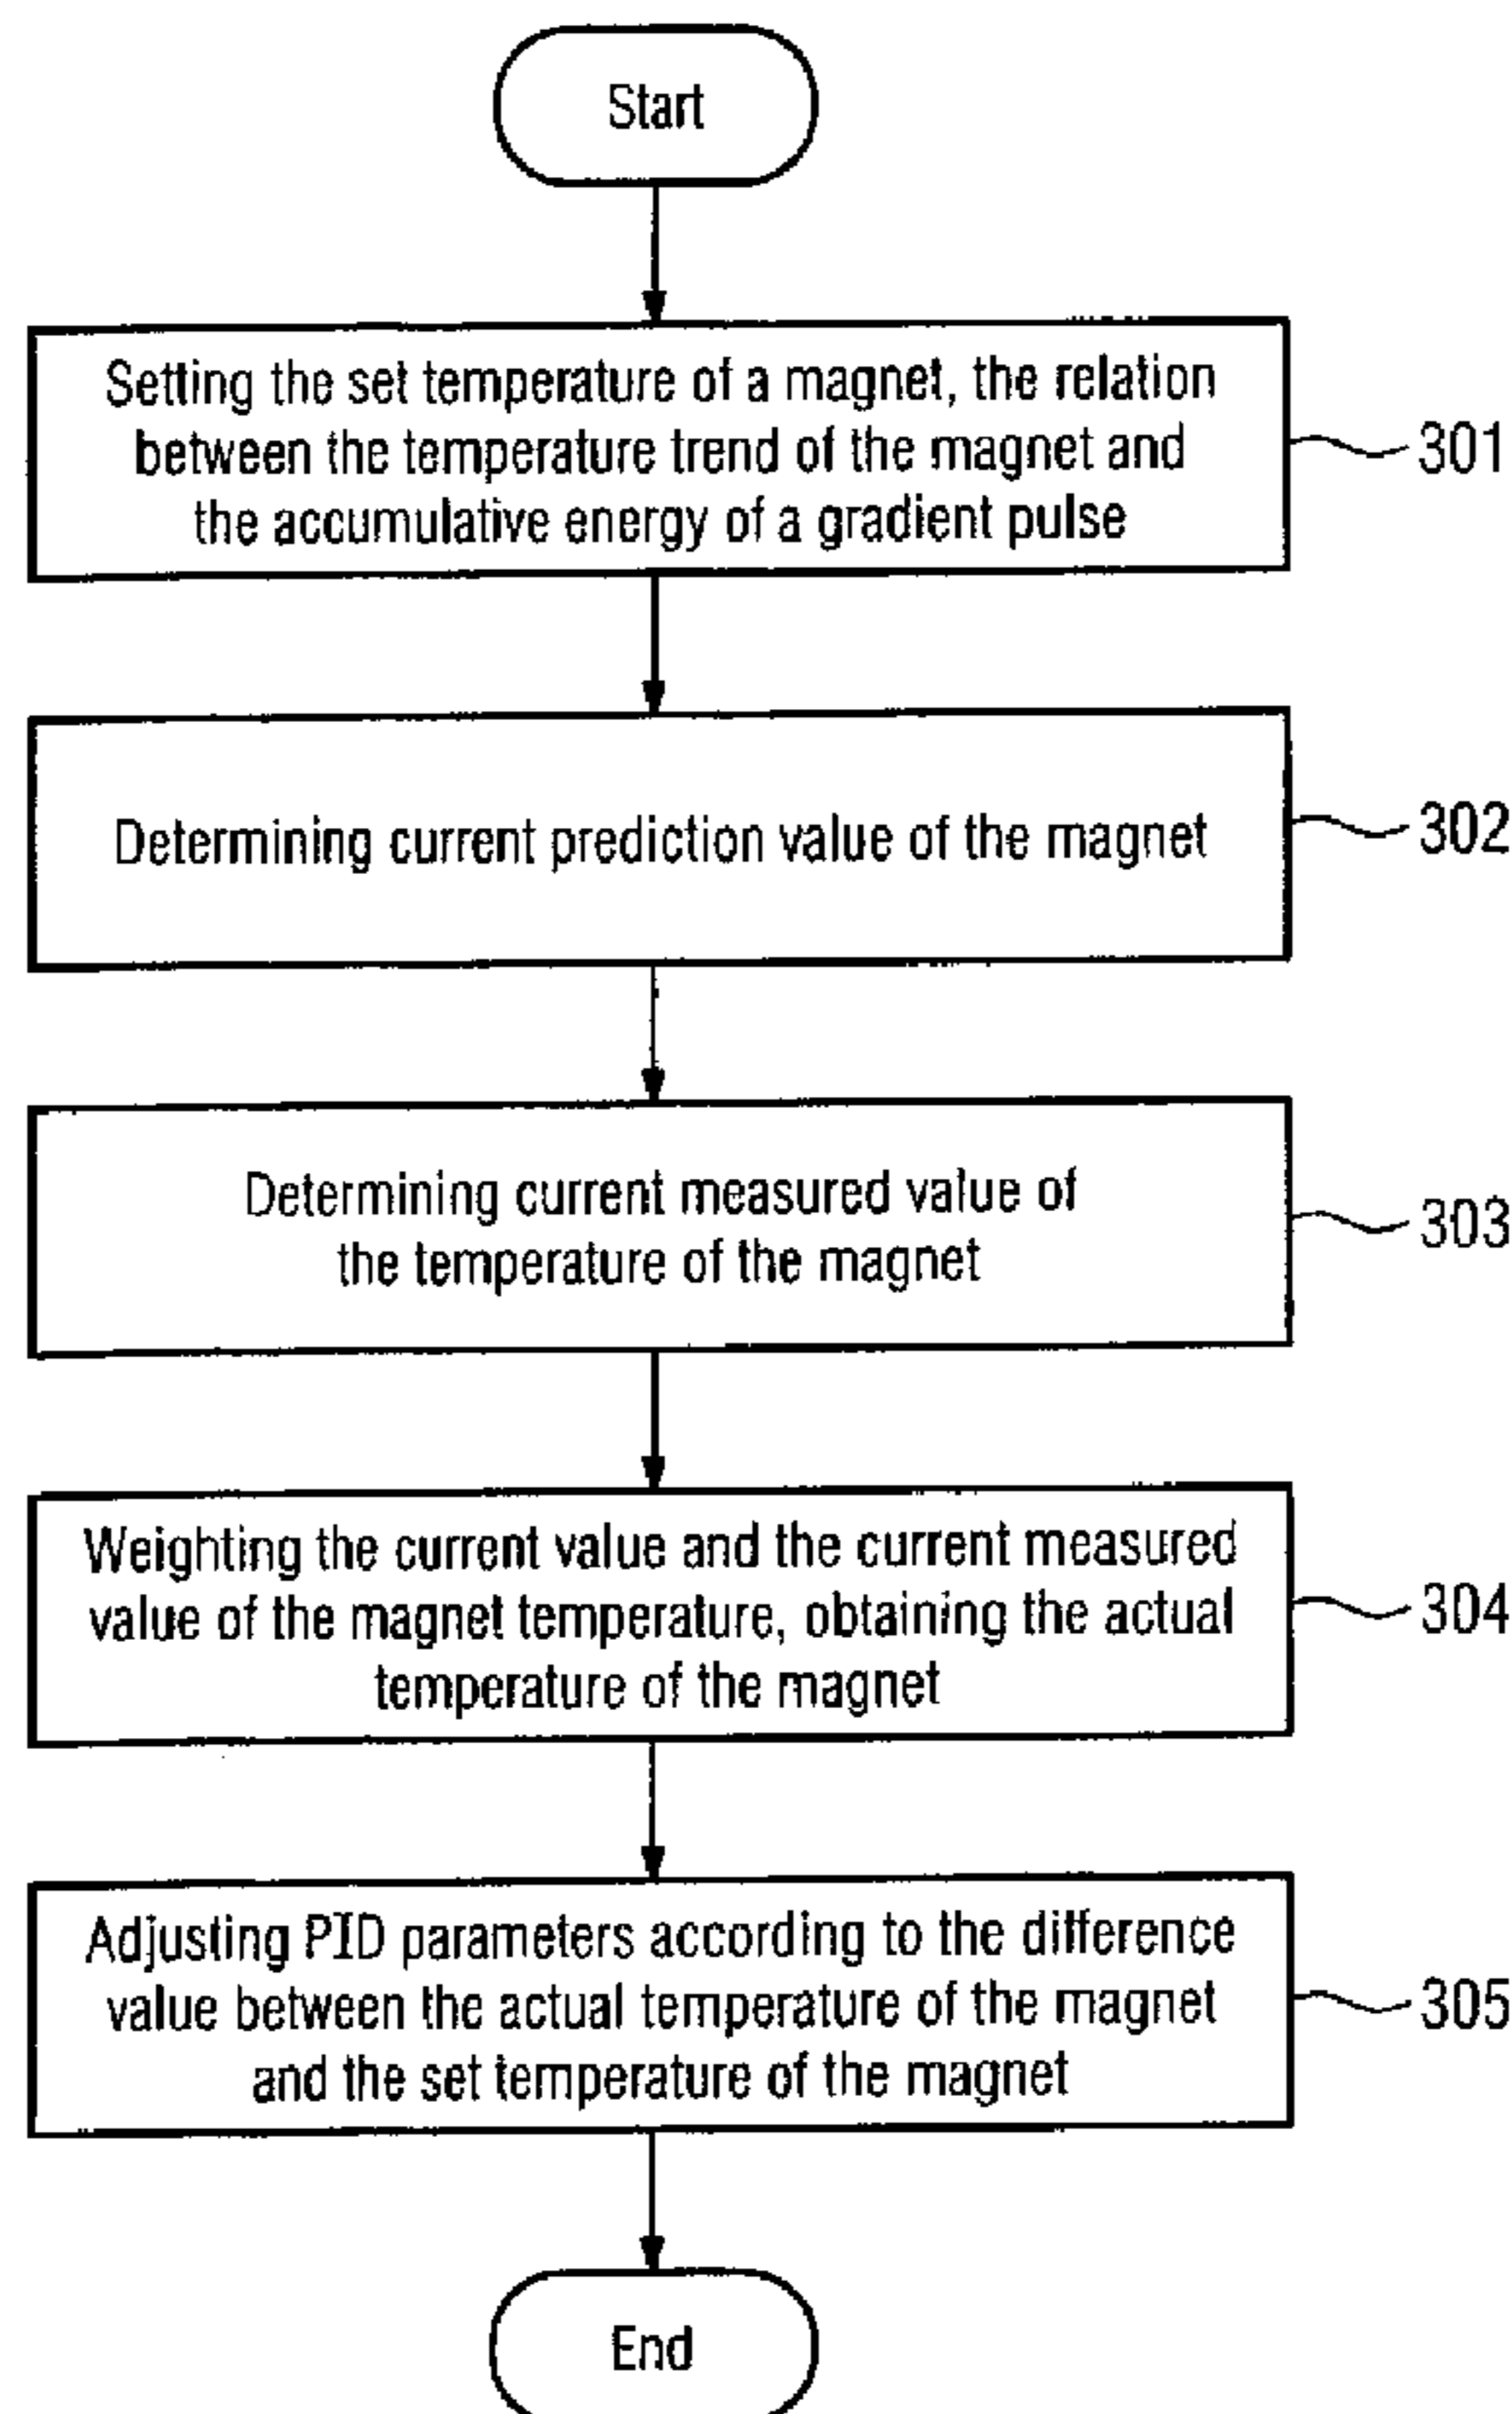 Start
Setting the set temperature of a magnet, the relation
between the temperature trend of the magnet and
the accumulative energy of a gradient pulse
301
Determining current prediction value of the magnet
302
Determining current measured value of
the temperature of the magnet
303
Weighting the current value and the current measured
value of the magnet temperature, obtaining the actual
temperature of the magnet
304
Adjusting PID parameters according to the difference
value between the actual temperature of the magnet
and the set temperature of the magnet
305
End